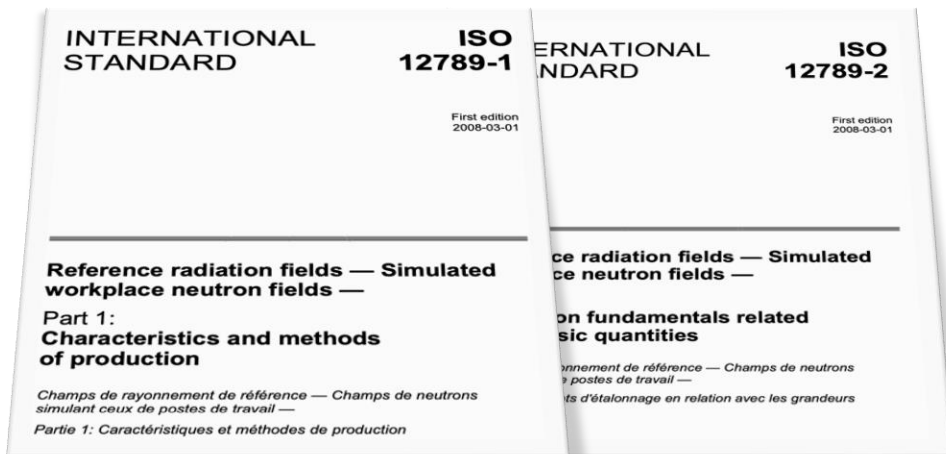 INTERNATIONAL
STANDARD
ISO
12789-1
First edition
2008-03-01
Reference radiation fields — Simulated
workplace neutron fields —
Part 1:
Characteristics and methods
of production
Champs de rayonnement de référence — Champs de neutrons
simulant ceux de postes de travail —
Partie 1: Caractéristiques et méthodes de production
ERNATIONAL
NDARD
ISO
12789-2
First edition
2008-03-01
ce radiation fields — Simulated
ce neutron fields —
on fundamentals related
sic quantities
onnement de référence — Champs de neutrons
postes de travail —
ts d'étalonnage en relation avec les grandeurs